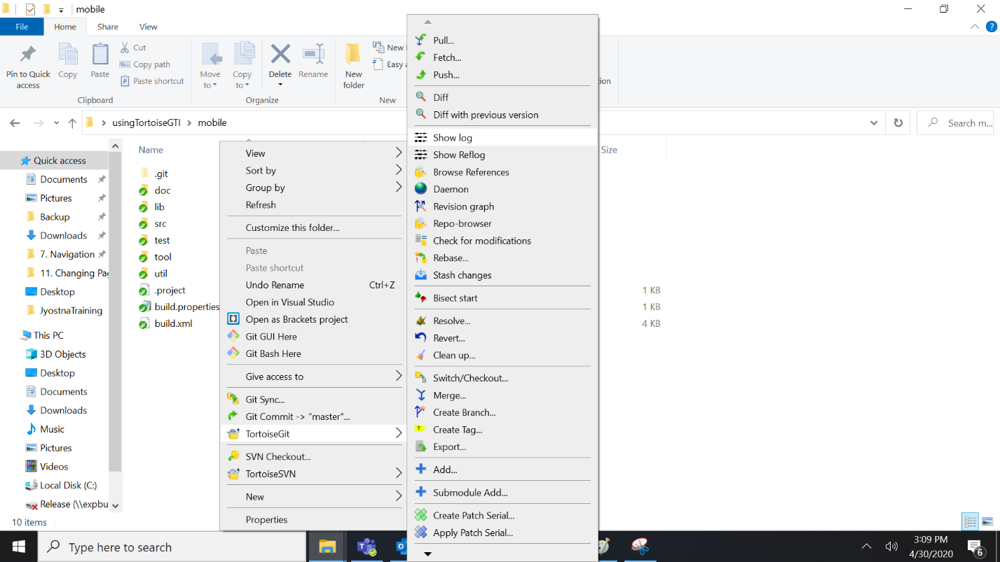 mobile
File
Home
Share
View
Pin to Quick
access
Copy
Paste
Cut
Copy path
Paste shortcut
Clipboard
Move
to
Copy
to
Delete
Rename
Organize
New
folder
New
Easy
New
usingTortoiseGTI
mobile
Search m...
Quick access
Documents
Pictures
Backup
Downloads
7. Navigation
11. Changing
Desktop
JyostnaTraining
This PC
3D Objects
Desktop
Documents
Downloads
Music
Pictures
Videos
Local Disk (C:)
Release (\\expbu
10 items
Name
Size
.git
doc
lib
src
test
tool
util
.project
1 KB
build.properties
1 KB
build.xml
4 KB
View
Sort by
Group by
Refresh
Customize this folder...
Paste
Paste shortcut
Undo Rename Ctrl+Z
Open in Visual Studio
Open as Brackets project
Git GUI Here
Git Bash Here
Give access to
Git Sync...
Git Commit -> "master"...
TortoiseGit
SVN Checkout...
TortoiseSVN
New
Properties
Pull...
Fetch...
Push...
Diff
Diff with previous version
Show log
Show Reflog
Browse References
Daemon
Revision graph
Repo-browser
Check for modifications
Rebase...
Stash changes
Bisect start
Resolve...
Revert...
Clean up...
Switch/Checkout...
Merge...
Create Branch...
Create Tag...
Export...
Add...
Submodule Add...
Create Patch Serial...
Apply Patch Serial...
Type here to search
3:09 PM
4/30/2020
6